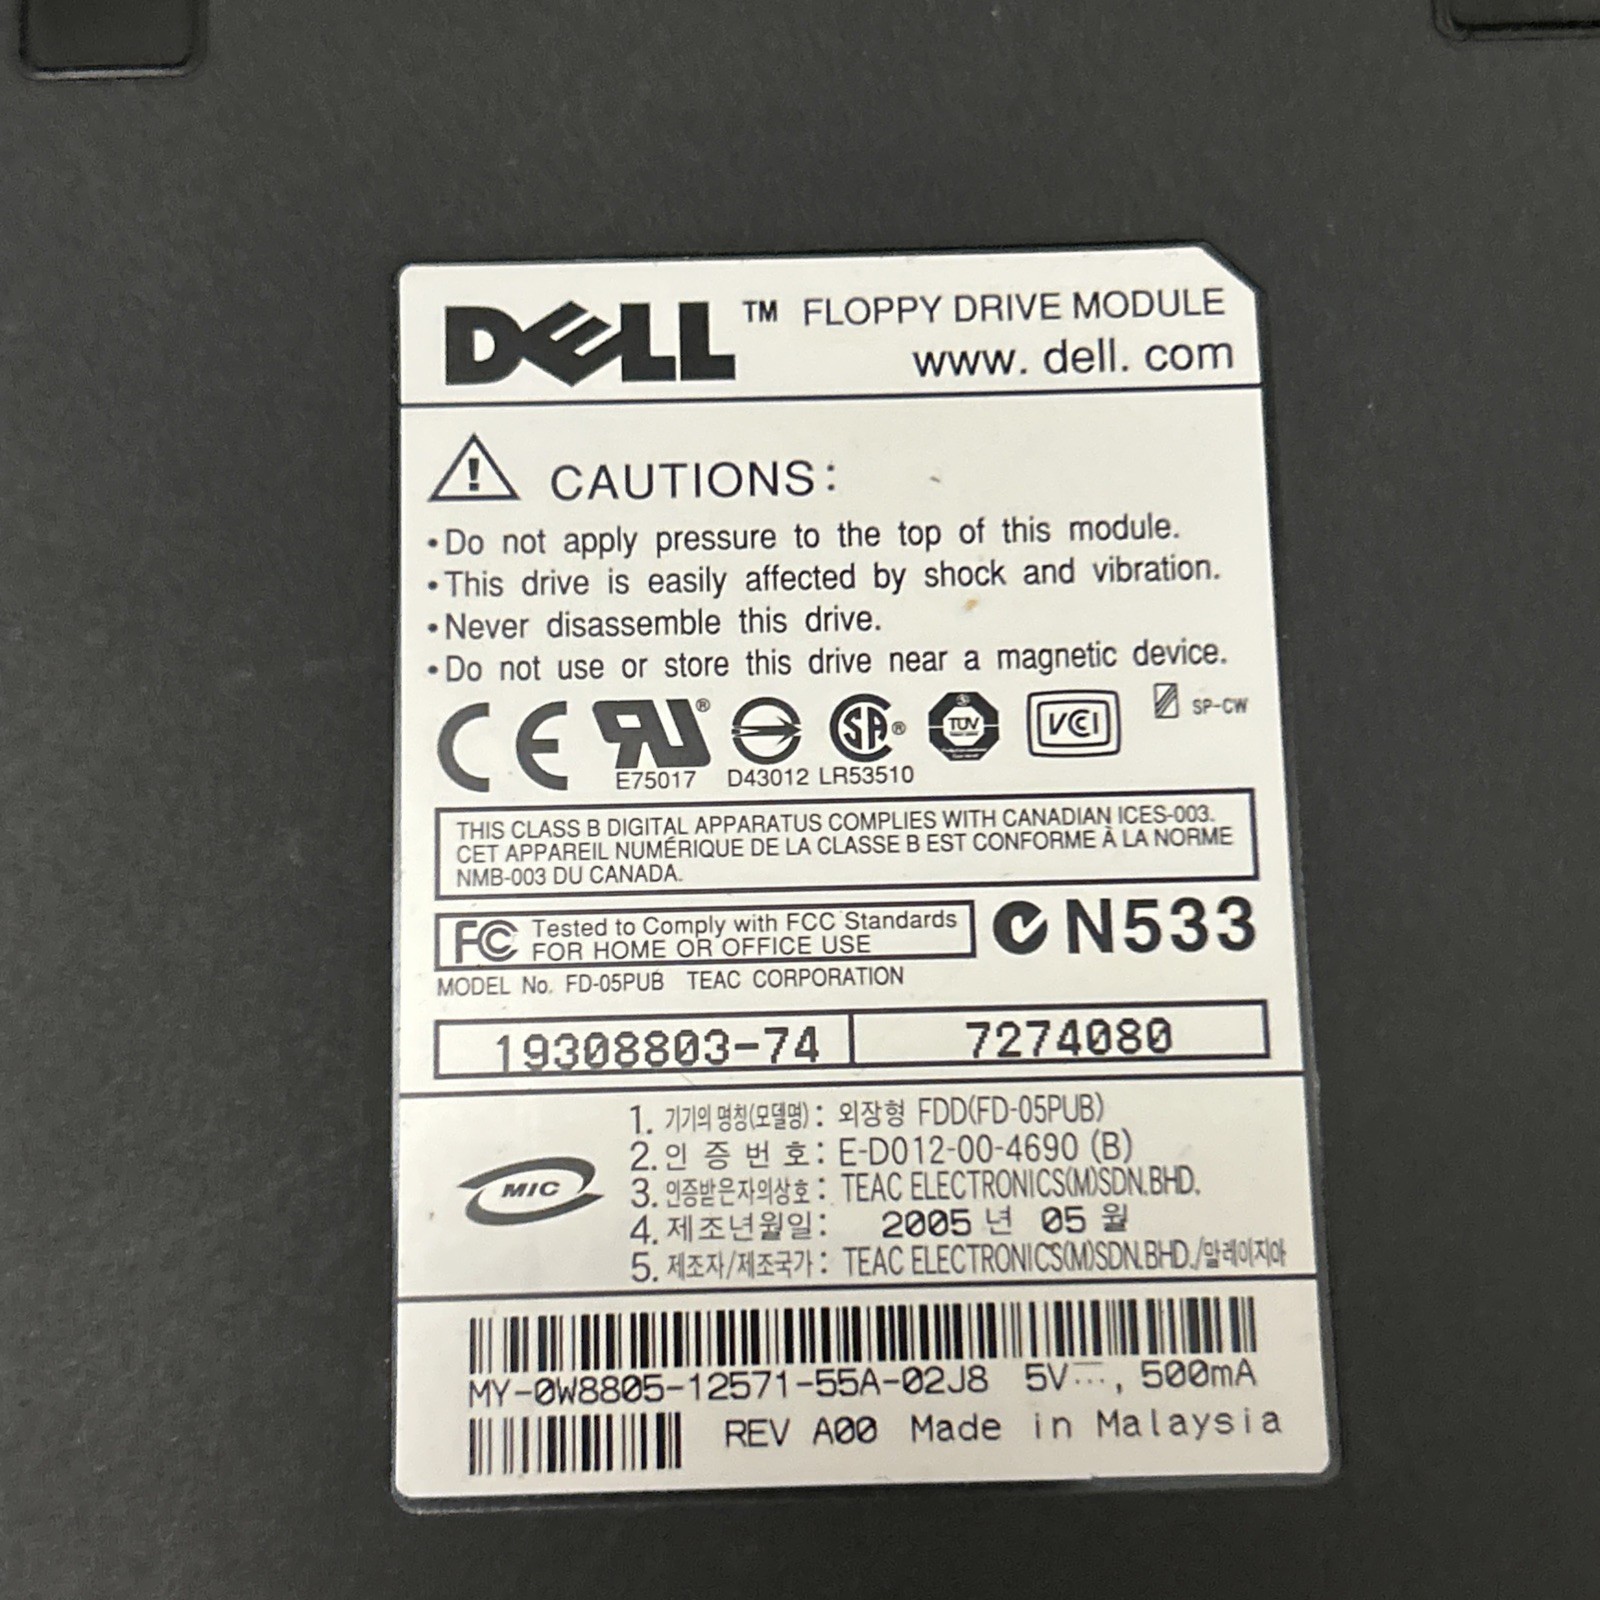 DELL ™ FLOPPY DRIVE MODULE
www. dell. com
! CAUTIONS:
•Do not apply pressure to the top of this module.
•This drive is easily affected by shock and vibration.
•Never disassemble this drive.
•Do not use or store this drive near a magnetic device.
CE RU ® SA ® TÜV VCI SP-CW
E75017 D43012 LR53510
THIS CLASS B DIGITAL APPARATUS COMPLIES WITH CANADIAN ICES-003.
CET APPAREIL NUMÉRIQUE DE LA CLASSE B EST CONFORME À LA NORME
NMB-003 DU CANADA.
FC Tested to Comply with FCC Standards
FOR HOME OR OFFICE USE
N533
MODEL No. FD-05PUB TEAC CORPORATION
19308803-74 7274080
1. 기기의 명칭(모델명) : 외장형 FDD(FD-05PUB)
2. 인 증 번 호 : E-D012-00-4690 (B)
MIC
3. 인증받은자의상호 : TEAC ELECTRONICS(M)SDN.BHD.
4. 제조년월일 : 2005 년 05 월
5. 제조자/제조국가 : TEAC ELECTRONICS(M)SDN.BHD./말레이지아
MY-0W8805-12571-55A-02J8 5V⎓, 500mA
REV A00 Made in Malaysia